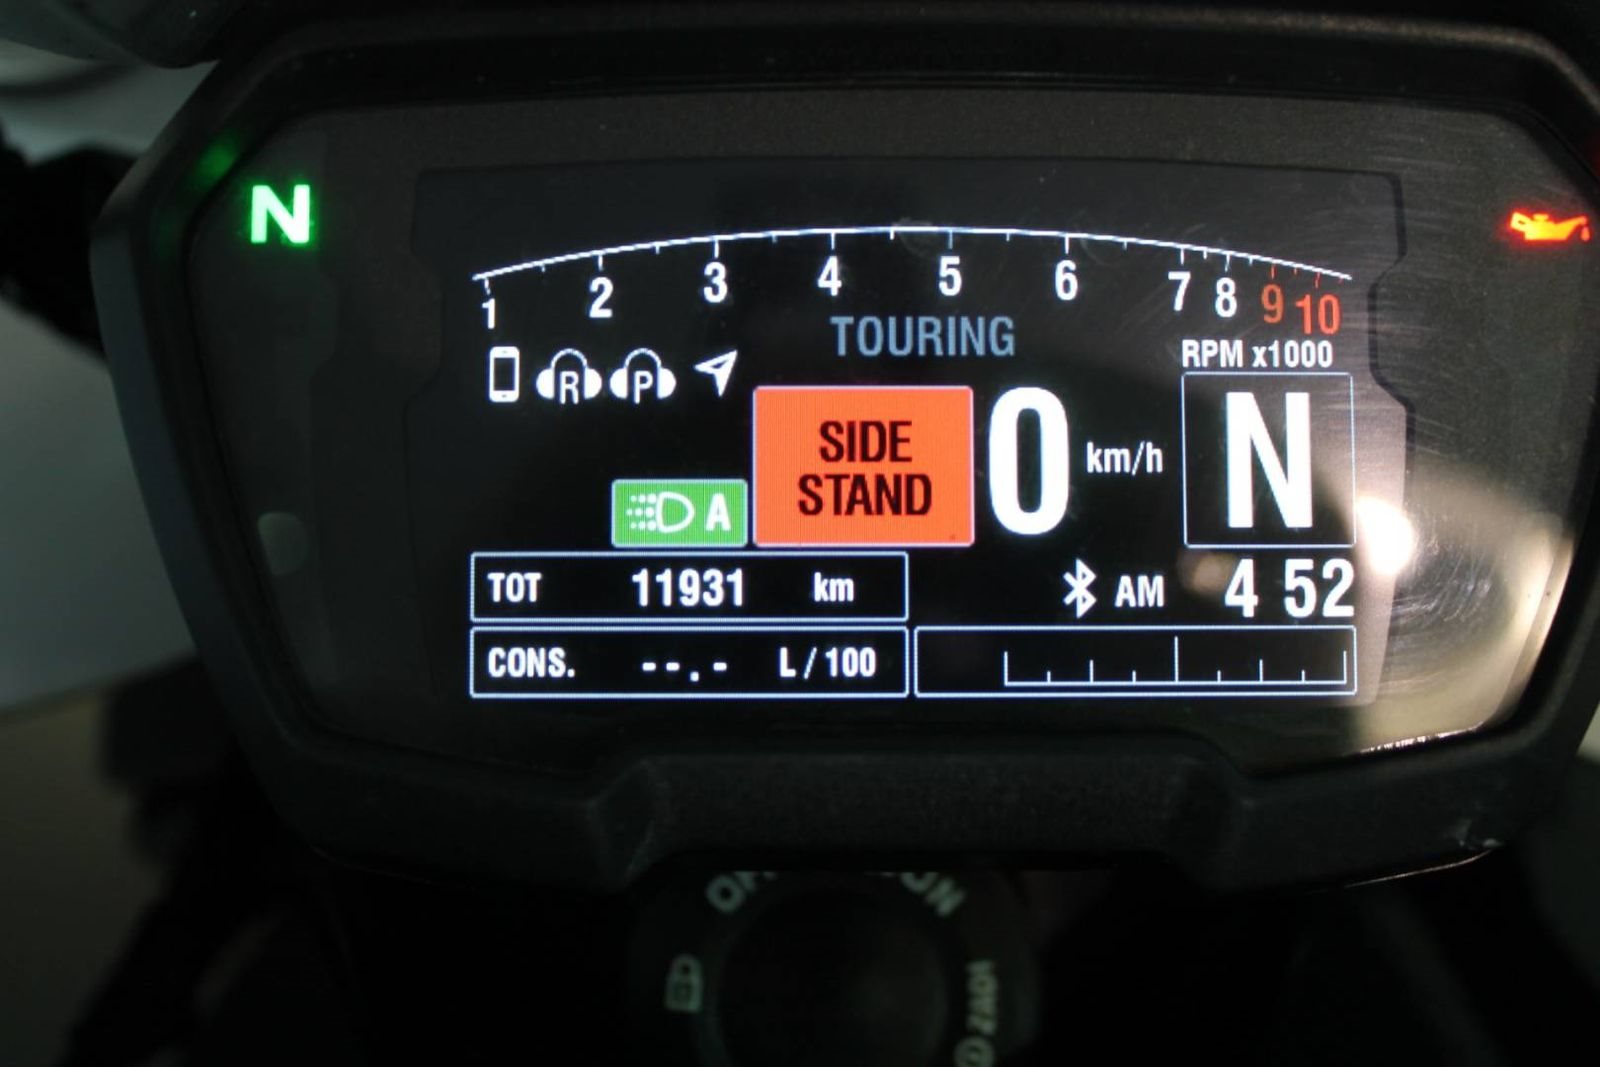 N
1 2 3 4 5 6 7 8 9 10
TOURING
RPM x1000
R P
SIDE
STAND
0 km/h
N
A
TOT 11931 km
AM 4 52
CONS. --.- L/100